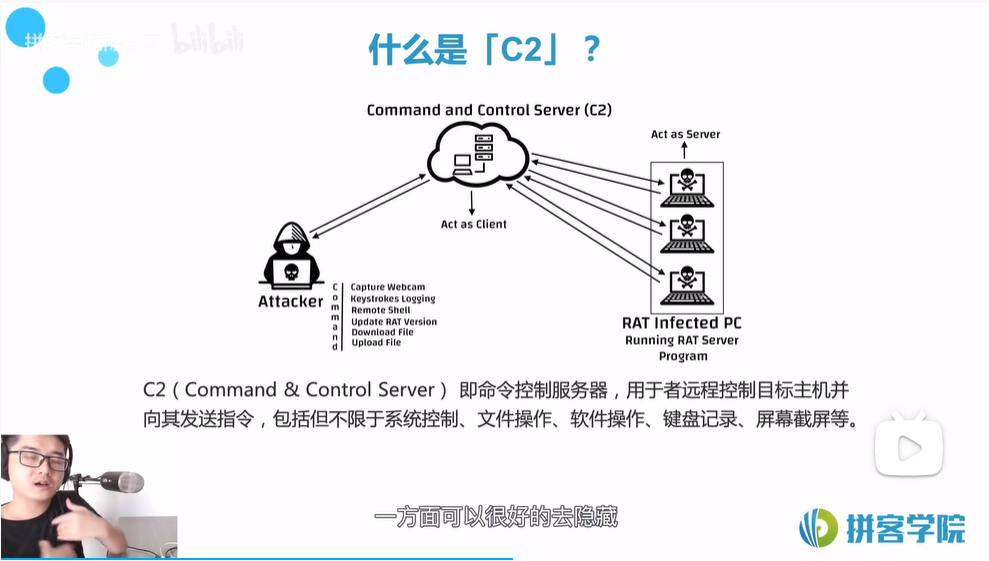 bilibili
什么是「C2」？
Command and Control Server (C2)
Act as Server
Act as Client
Attacker
Command
Capture Webcam
Keystrokes Logging
Remote Shell
Update RAT Version
Download File
Upload File
RAT Infected PC
Running RAT Server
Program
C2（Command & Control Server） 即命令控制服务器，用于者远程控制目标主机并
向其发送指令，包括但不限于系统控制、文件操作、软件操作、键盘记录、屏幕截屏等。
一方面可以很好的去隐藏
拼客学院